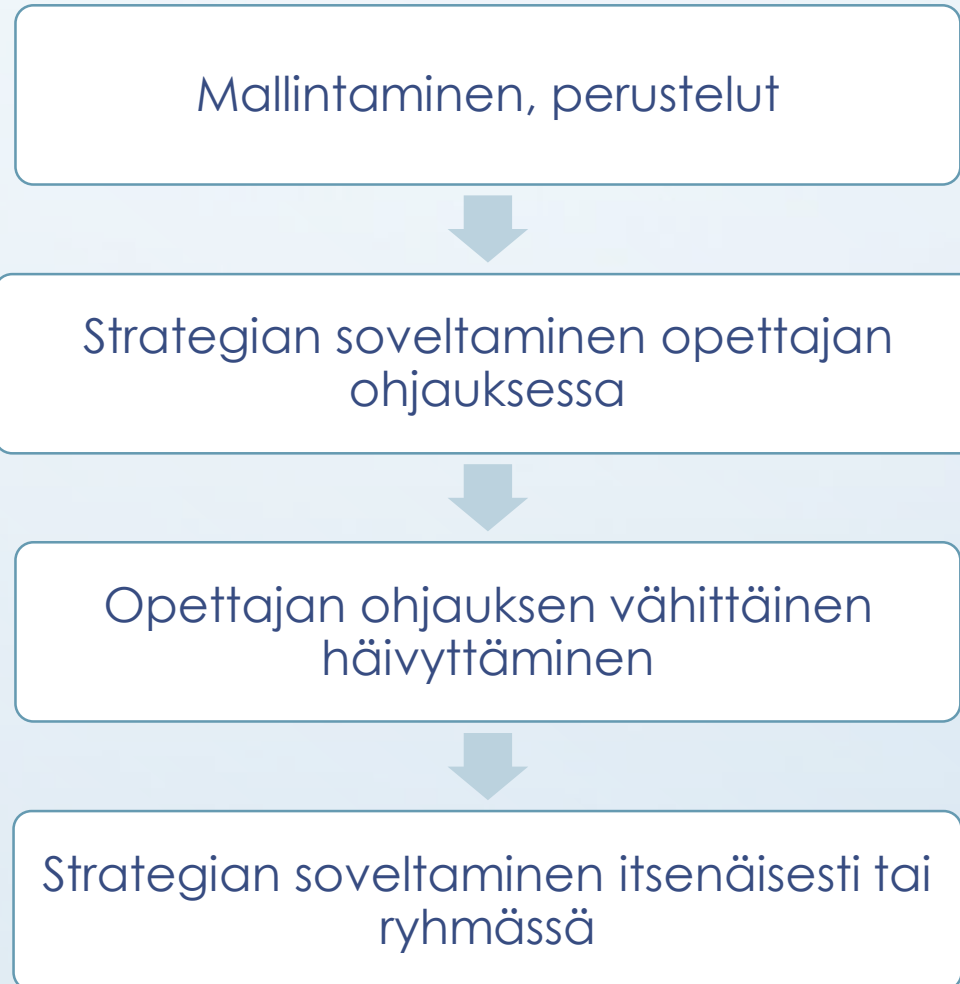 Mallintaminen, perustelut
Strategian soveltaminen opettajan
ohjauksessa
Opettajan ohjauksen vähittäinen
häivyttäminen
Strategian soveltaminen itsenäisesti tai
ryhmässä